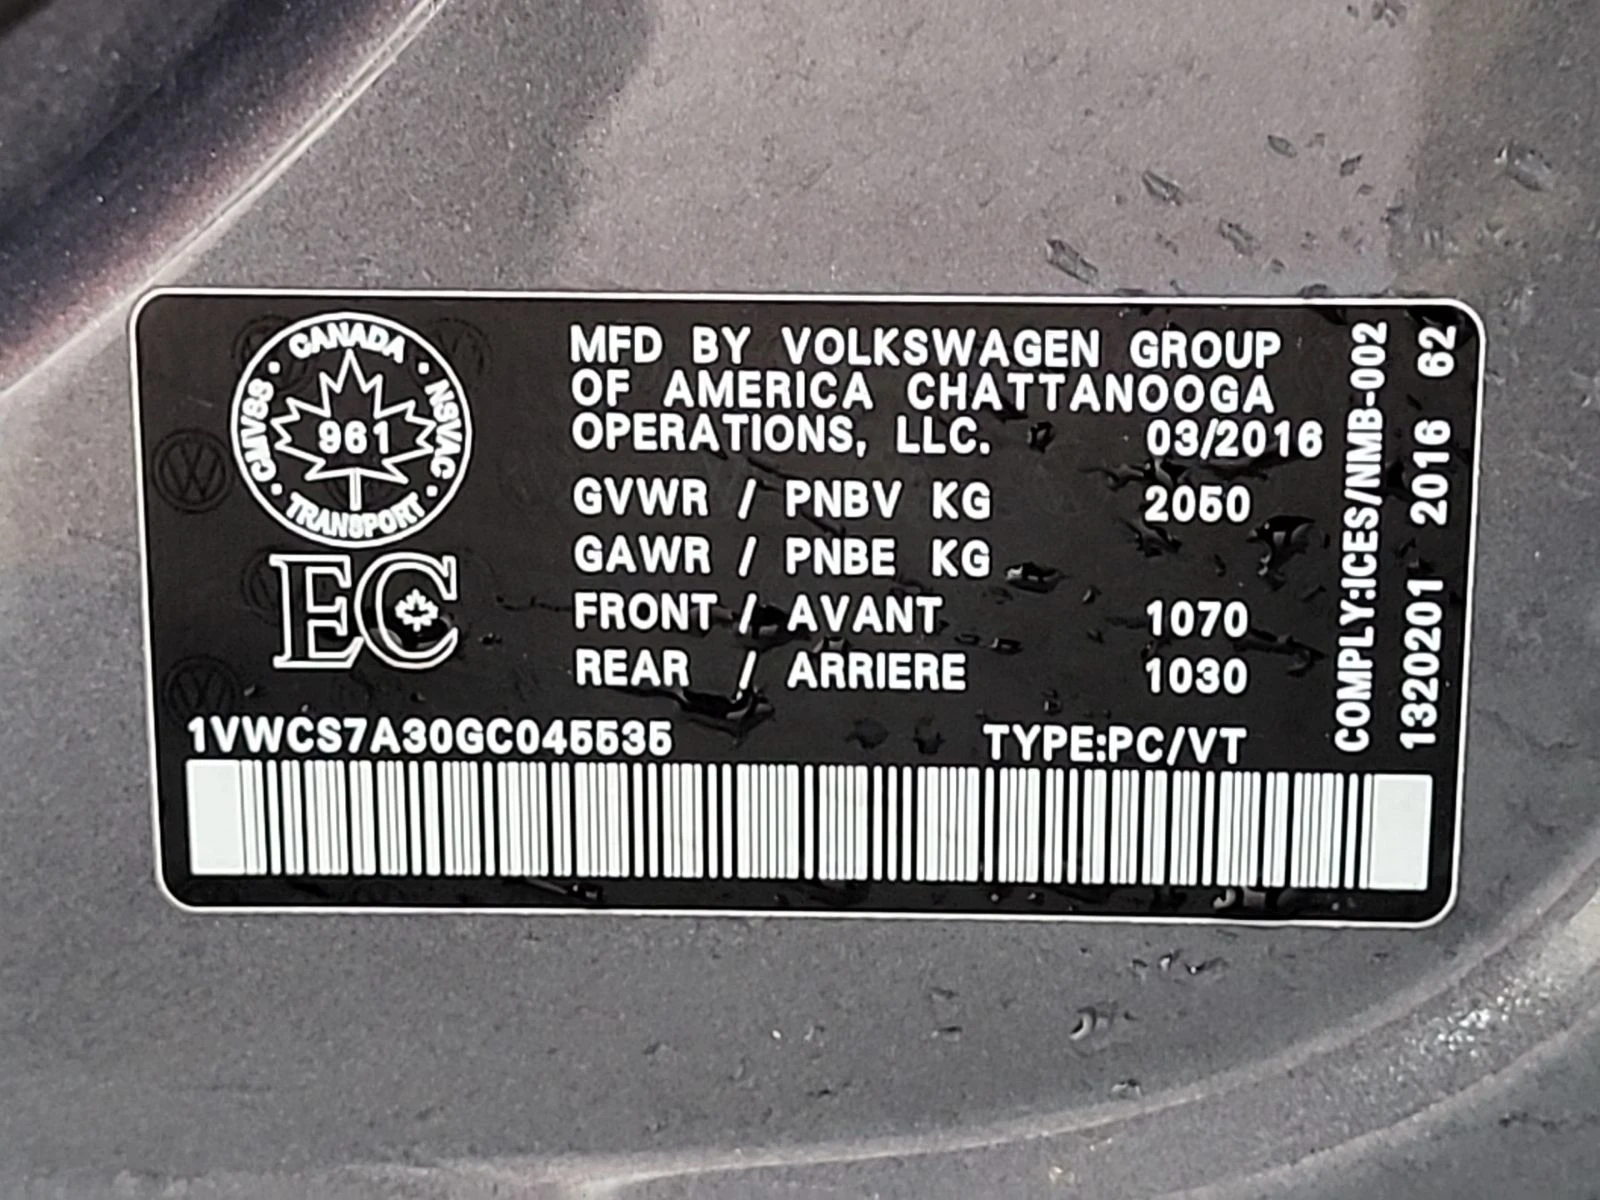 CANADA
CMVSS · NSVAC
961
TRANSPORT
EC
MFD BY VOLKSWAGEN GROUP
OF AMERICA CHATTANOOGA
OPERATIONS, LLC. 03/2016
GVWR / PNBV KG 2050
GAWR / PNBE KG
FRONT / AVANT 1070
REAR / ARRIERE 1030
1VWCS7A30GC045535 TYPE:PC/VT
COMPLY:ICES/NMB-002
1320201 2016 62